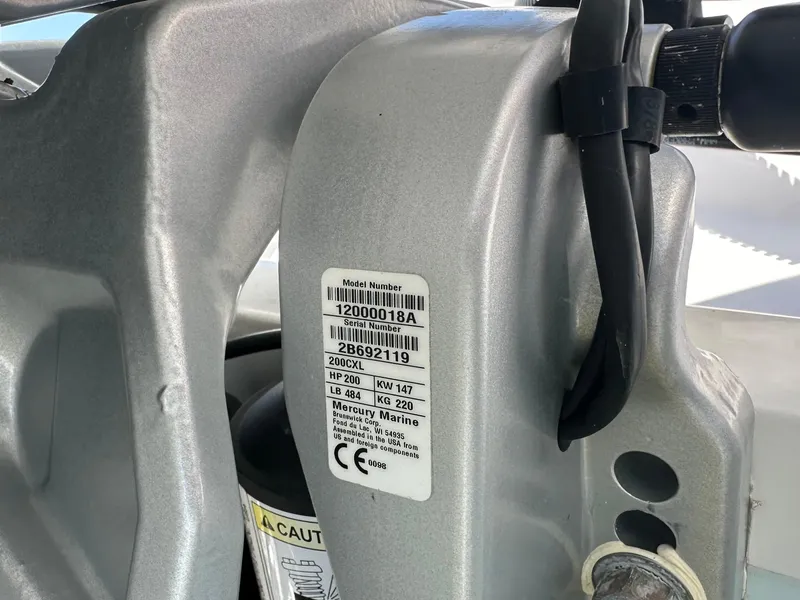 Model Number
12000018A
Serial Number
2B692119
200CXL
HP 200 KW 147
LB 484 KG 220
Mercury Marine
Brunswick Corp.
Fond du Lac, WI 54935
Assembled in the USA from
US and foreign components
CE 0098
CAUT